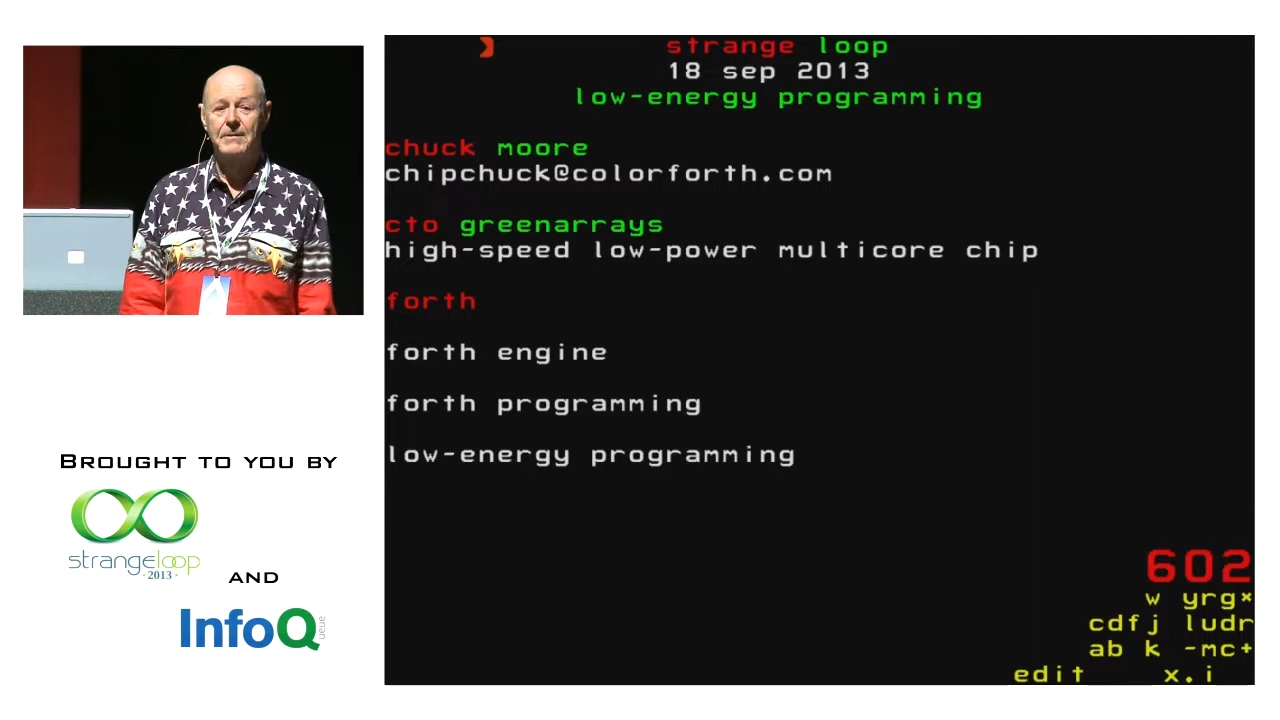 strange loop
18 sep 2013
low-energy programming
chuck moore
chipchuck@colorforth.com
cto greenarrays
high-speed low-power multicore chip
forth
forth engine
forth programming
low-energy programming
602
w yrg*
cdfj ludr
ab k -mc+
edit x.i
BROUGHT TO YOU BY
strangeloop
·2013·
AND
InfoQ
ueue